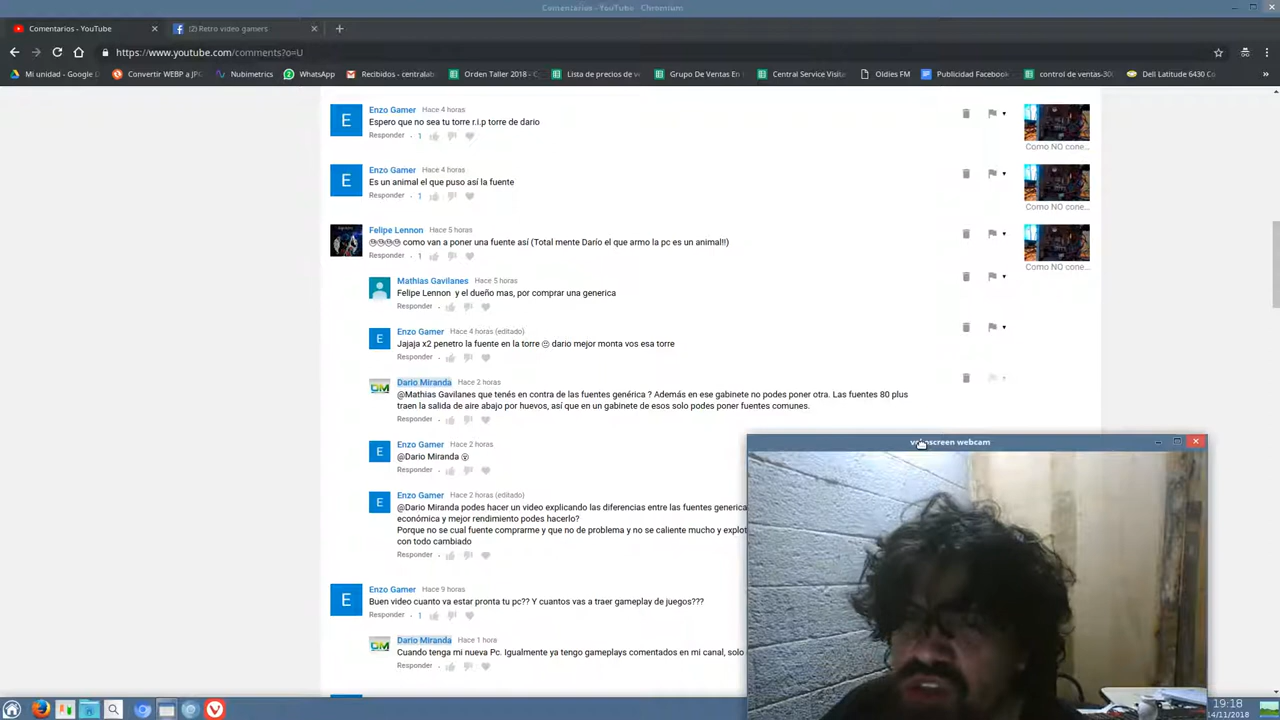 Comentarios - YouTube - Chromium
Comentarios - YouTube
(2) Retro video gamers
https://www.youtube.com/comments?o=U
Mi unidad - Google D
Convertir WEBP a JPG
Nubimetrics
WhatsApp
Recibidos - centralab
Orden Taller 2018 - C
Lista de precios de v
Grupo De Ventas En
Central Service Visit
Oldies FM
Publicidad Facebook
control de ventas-30
Dell Latitude 6430 Co
»
E
Enzo Gamer Hace 4 horas
Espero que no sea tu torre r.i.p torre de dario
Responder . 1
Como NO cone...
E
Enzo Gamer Hace 4 horas
Es un animal el que puso así la fuente
Responder . 1
Como NO cone...
Felipe Lennon Hace 5 horas
como van a poner una fuente así (Total mente Darío el que armo la pc es un animal!!)
Responder . 1
Como NO cone...
Mathias Gavilanes Hace 5 horas
Felipe Lennon y el dueño mas, por comprar una generica
Responder .
E
Enzo Gamer Hace 4 horas (editado)
Jajaja x2 penetro la fuente en la torre ☹ dario mejor monta vos esa torre
Responder .
DM
Dario Miranda Hace 2 horas
@Mathias Gavilanes que tenés en contra de las fuentes genérica ? Además en ese gabinete no podes poner otra. Las fuentes 80 plus
traen la salida de aire abajo por huevos, así que en un gabinete de esos solo podes poner fuentes comunes.
Responder .
E
Enzo Gamer Hace 2 horas
@Dario Miranda 😮
Responder .
E
Enzo Gamer Hace 2 horas (editado)
@Dario Miranda podes hacer un video explicando las diferencias entre las fuentes generica
económica y mejor rendimiento podes hacerlo?
Porque no se cual fuente comprarme y que no de problema y no se caliente mucho y explot
con todo cambiado
Responder .
E
Enzo Gamer Hace 9 horas
Buen video cuanto va estar pronta tu pc?? Y cuantos vas a traer gameplay de juegos???
Responder . 1
DM
Dario Miranda Hace 1 hora
Cuando tenga mi nueva Pc. Igualmente ya tengo gameplays comentados en mi canal, solo
Responder .
screen webcam
19:18
14/11/2018